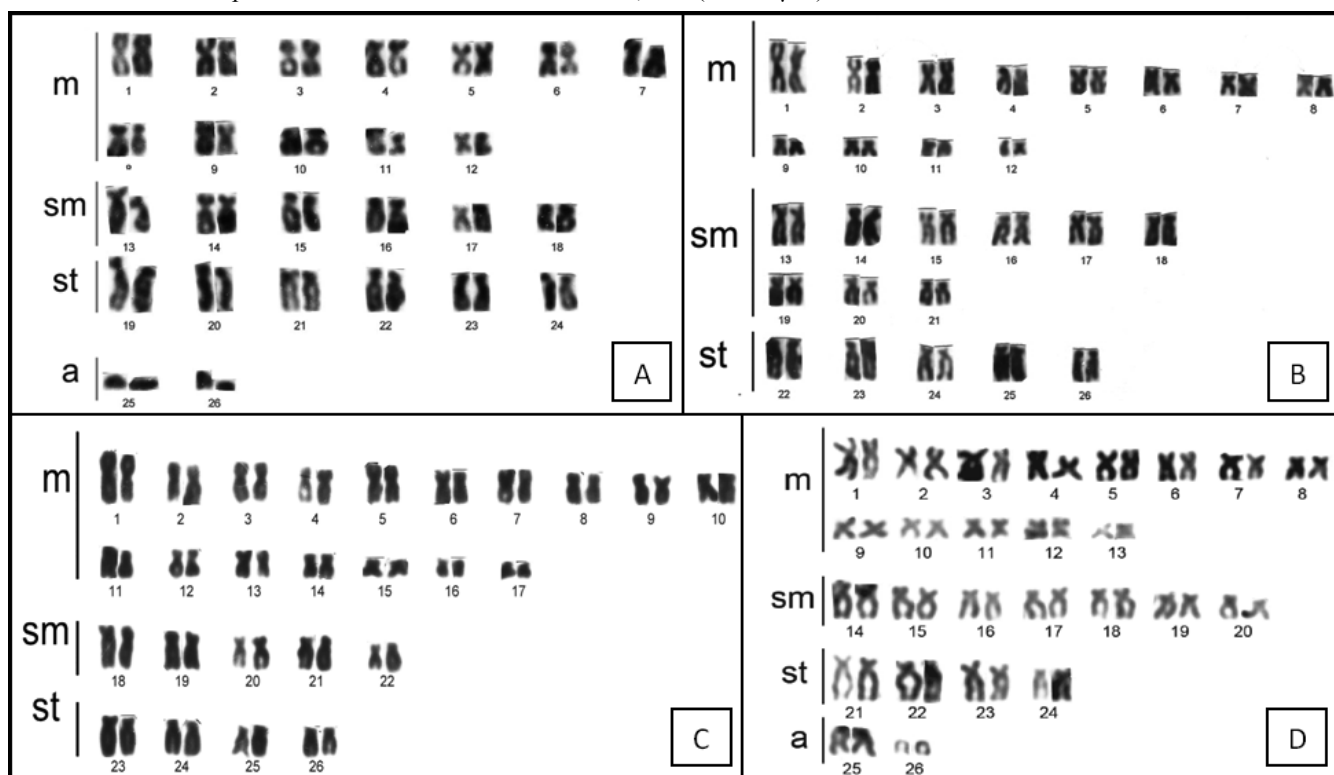 m
1 2 3 4 5 6 7
9 10 11 12
sm
13 14 15 16 17 18
st
19 20 21 22 23 24
a
25 26
A
m
1 2 3 4 5 6 7 8
9 10 11 12
sm
13 14 15 16 17 18
19 20 21
st
22 23 24 25 26
B
m
1 2 3 4 5 6 7 8 9 10
11 12 13 14 15 16 17
sm
18 19 20 21 22
st
23 24 25 26
C
m
1 2 3 4 5 6 7 8
9 10 11 12 13
sm
14 15 16 17 18 19 20
st
21 22 23 24
a
25 26
D